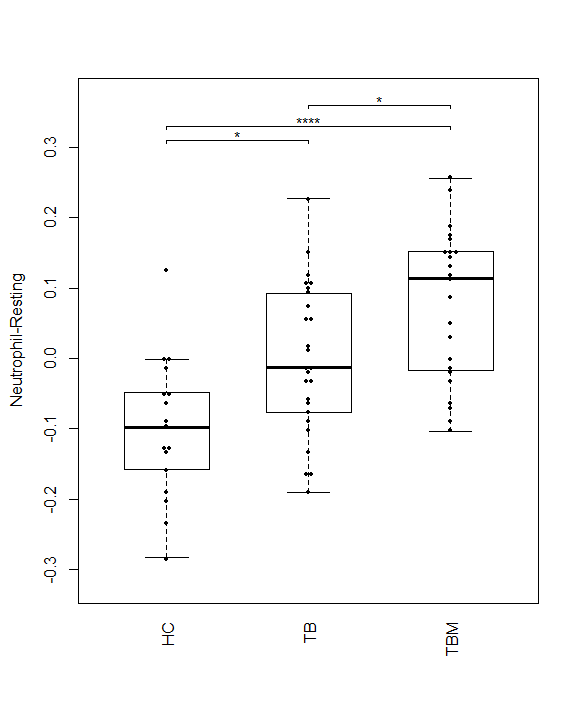 *
****
*
0.3
0.2
0.1
0.0
-0.1
-0.2
-0.3
Neutrophil-Resting
HC
TB
TBM